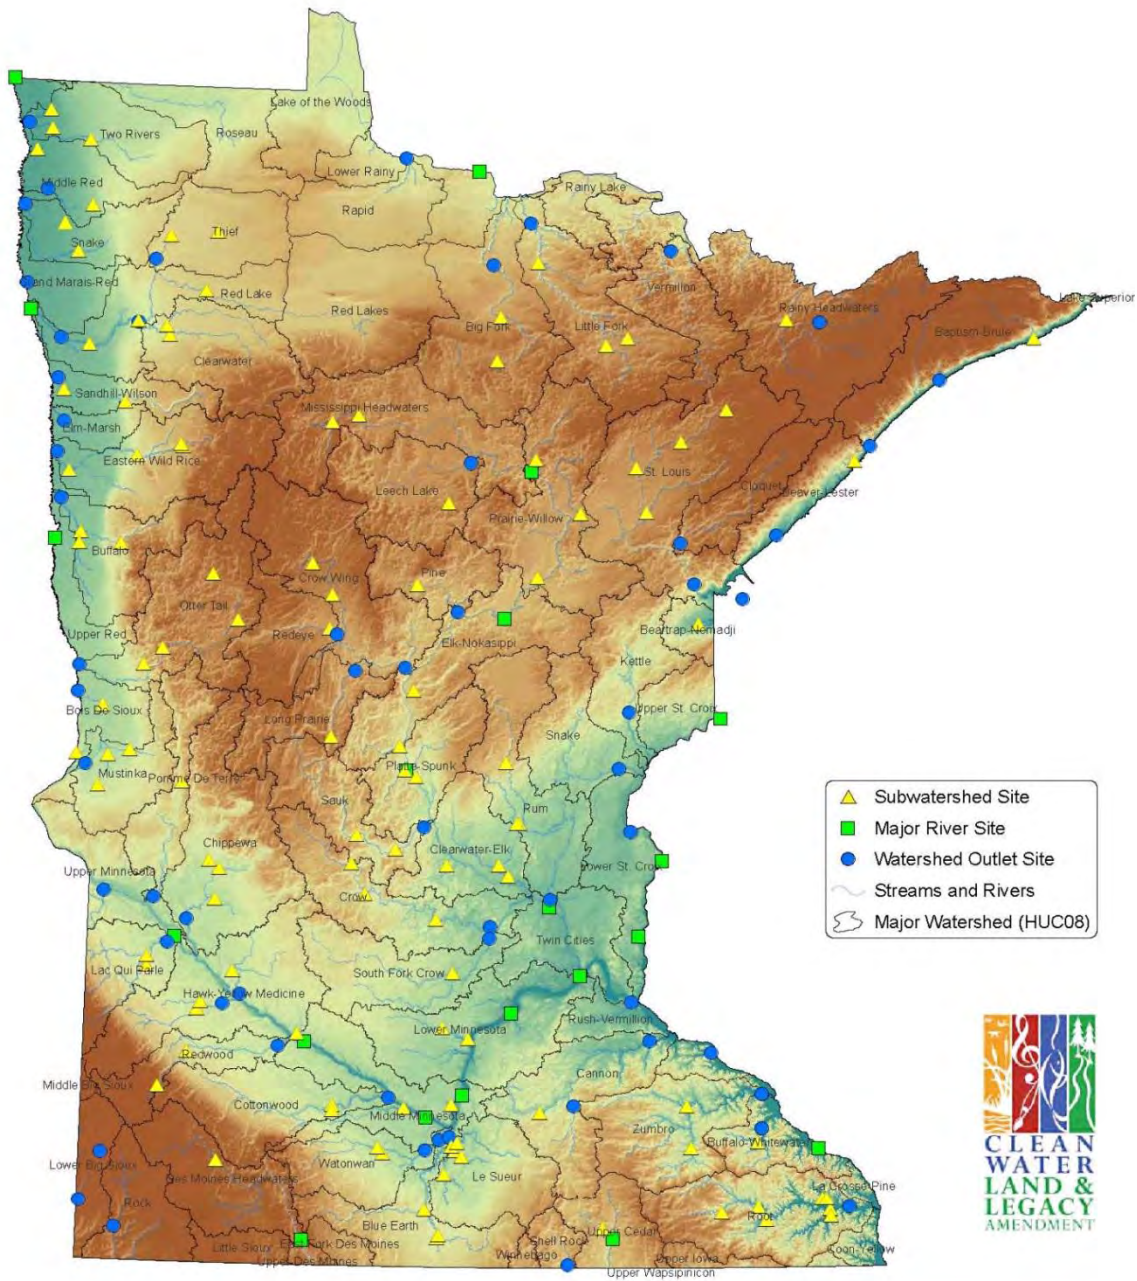 Lake of the Woods
Two Rivers
Roseau
Lower Rainy
Middle Red
Rainy Lake
Rapid
Thief
Snake
Grand Marais-Red
Red Lake
Vermilion
Lake Superior
Red Lakes
Rainy Headwaters
Big Fork
Little Fork
Baptism-Brule
Clearwater
Sandhill-Wilson
Mississippi Headwaters
Elm-Marsh
Eastern Wild Rice
St. Louis
Leech Lake
Cloquet
Beaver-Lester
Prairie-Willow
Buffalo
Crow Wing
Pine
Otter Tail
Upper Red
Redeye
Elk-Nokasippi
Beartrap-Nemadji
Kettle
Bois De Sioux
Long Prairie
Upper St. Croix
Snake
Mustinka
Pomme De Terre
Platte-Spunk
Sauk
Rum
Chippewa
Clearwater-Elk
Upper Minnesota
Lower St. Croix
Crow
Twin Cities
Lac Qui Parle
South Fork Crow
Hawk-Yellow Medicine
Rush-Vermillion
Lower Minnesota
Redwood
Cannon
Middle Big Sioux
Cottonwood
Middle Minnesota
Zumbro
Buffalo-Whitewater
Lower Big Sioux
Watonwan
Des Moines Headwaters
Le Sueur
La Crosse-Pine
Rock
Blue Earth
Root
Little Sioux
East Fork Des Moines
Upper Des Moines
Shell Rock
Winnebago
Upper Cedar
Upper Iowa
Upper Wapsipinicon
Coon-Yellow
Subwatershed Site
Major River Site
Watershed Outlet Site
Streams and Rivers
Major Watershed (HUC08)
CLEAN
WATER
LAND &
LEGACY
AMENDMENT